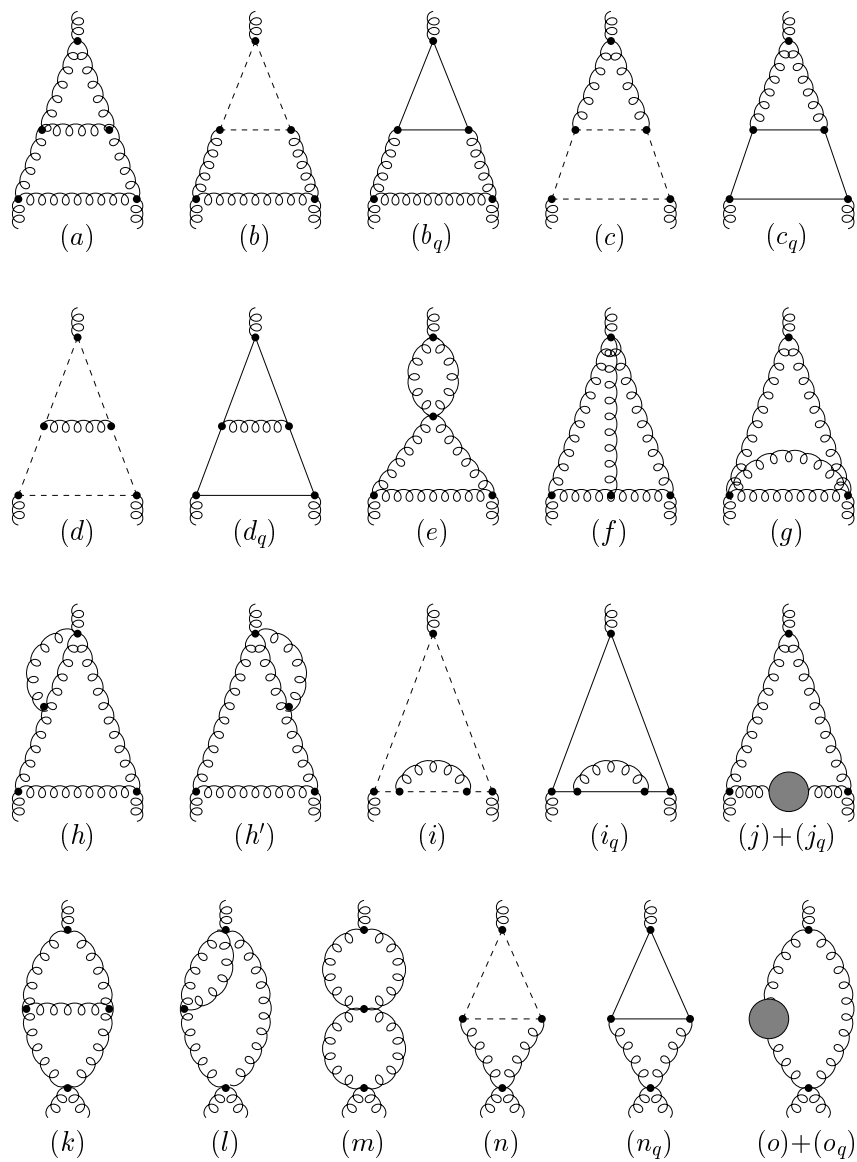 (a) (b) (b_q) (c) (c_q)
(d) (d_q) (e) (f) (g)
(h) (h′) (i) (i_q) (j)+(j_q)
(k) (l) (m) (n) (n_q) (o)+(o_q)